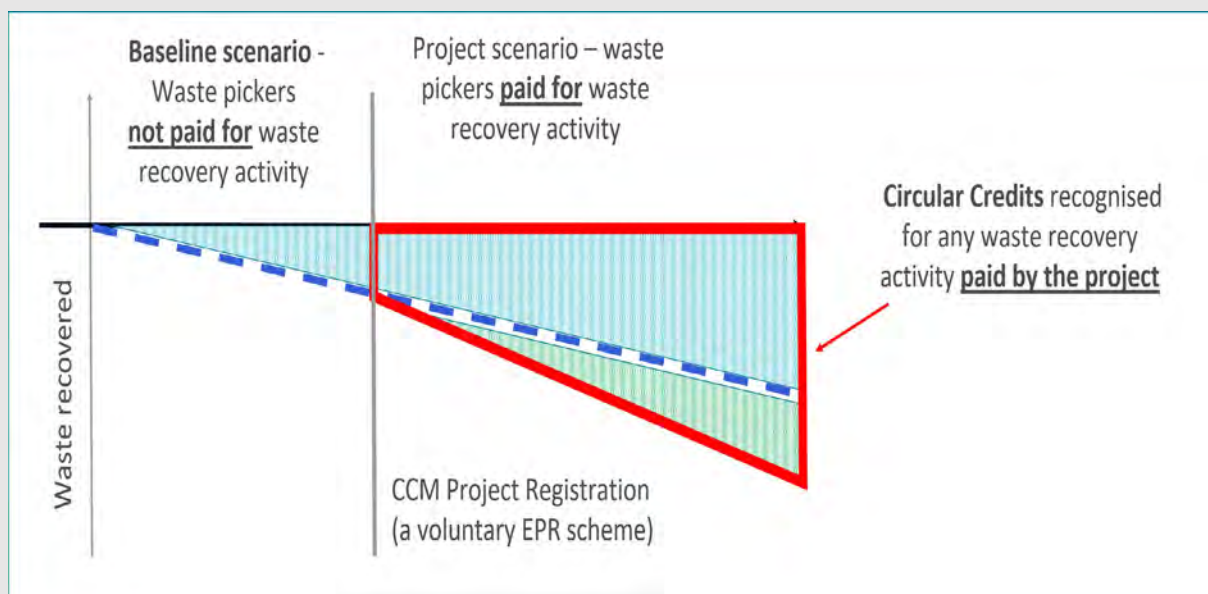 Baseline scenario -
Waste pickers
not paid for waste
recovery activity
Project scenario – waste
pickers paid for waste
recovery activity
Circular Credits recognised
for any waste recovery
activity paid by the project
Waste recovered
CCM Project Registration
(a voluntary EPR scheme)